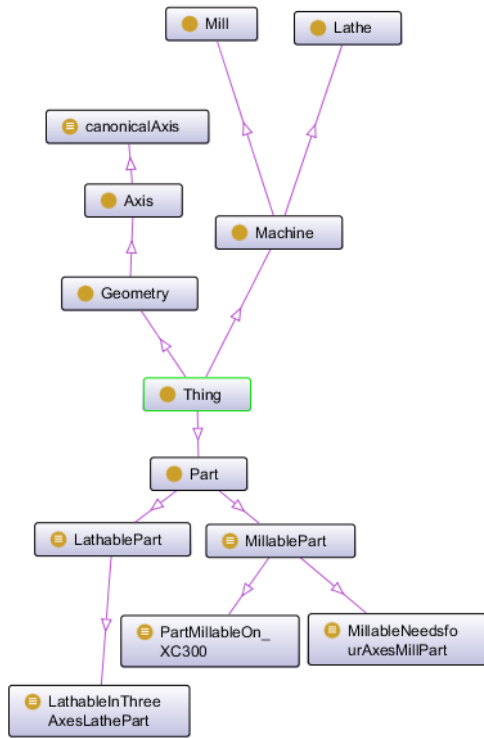 Mill
Lathe
canonicalAxis
Axis
Machine
Geometry
Thing
Part
LathablePart
MillablePart
PartMillableOn_
XC300
MillableNeedsfo
urAxesMillPart
LathableInThree
AxesLathePart